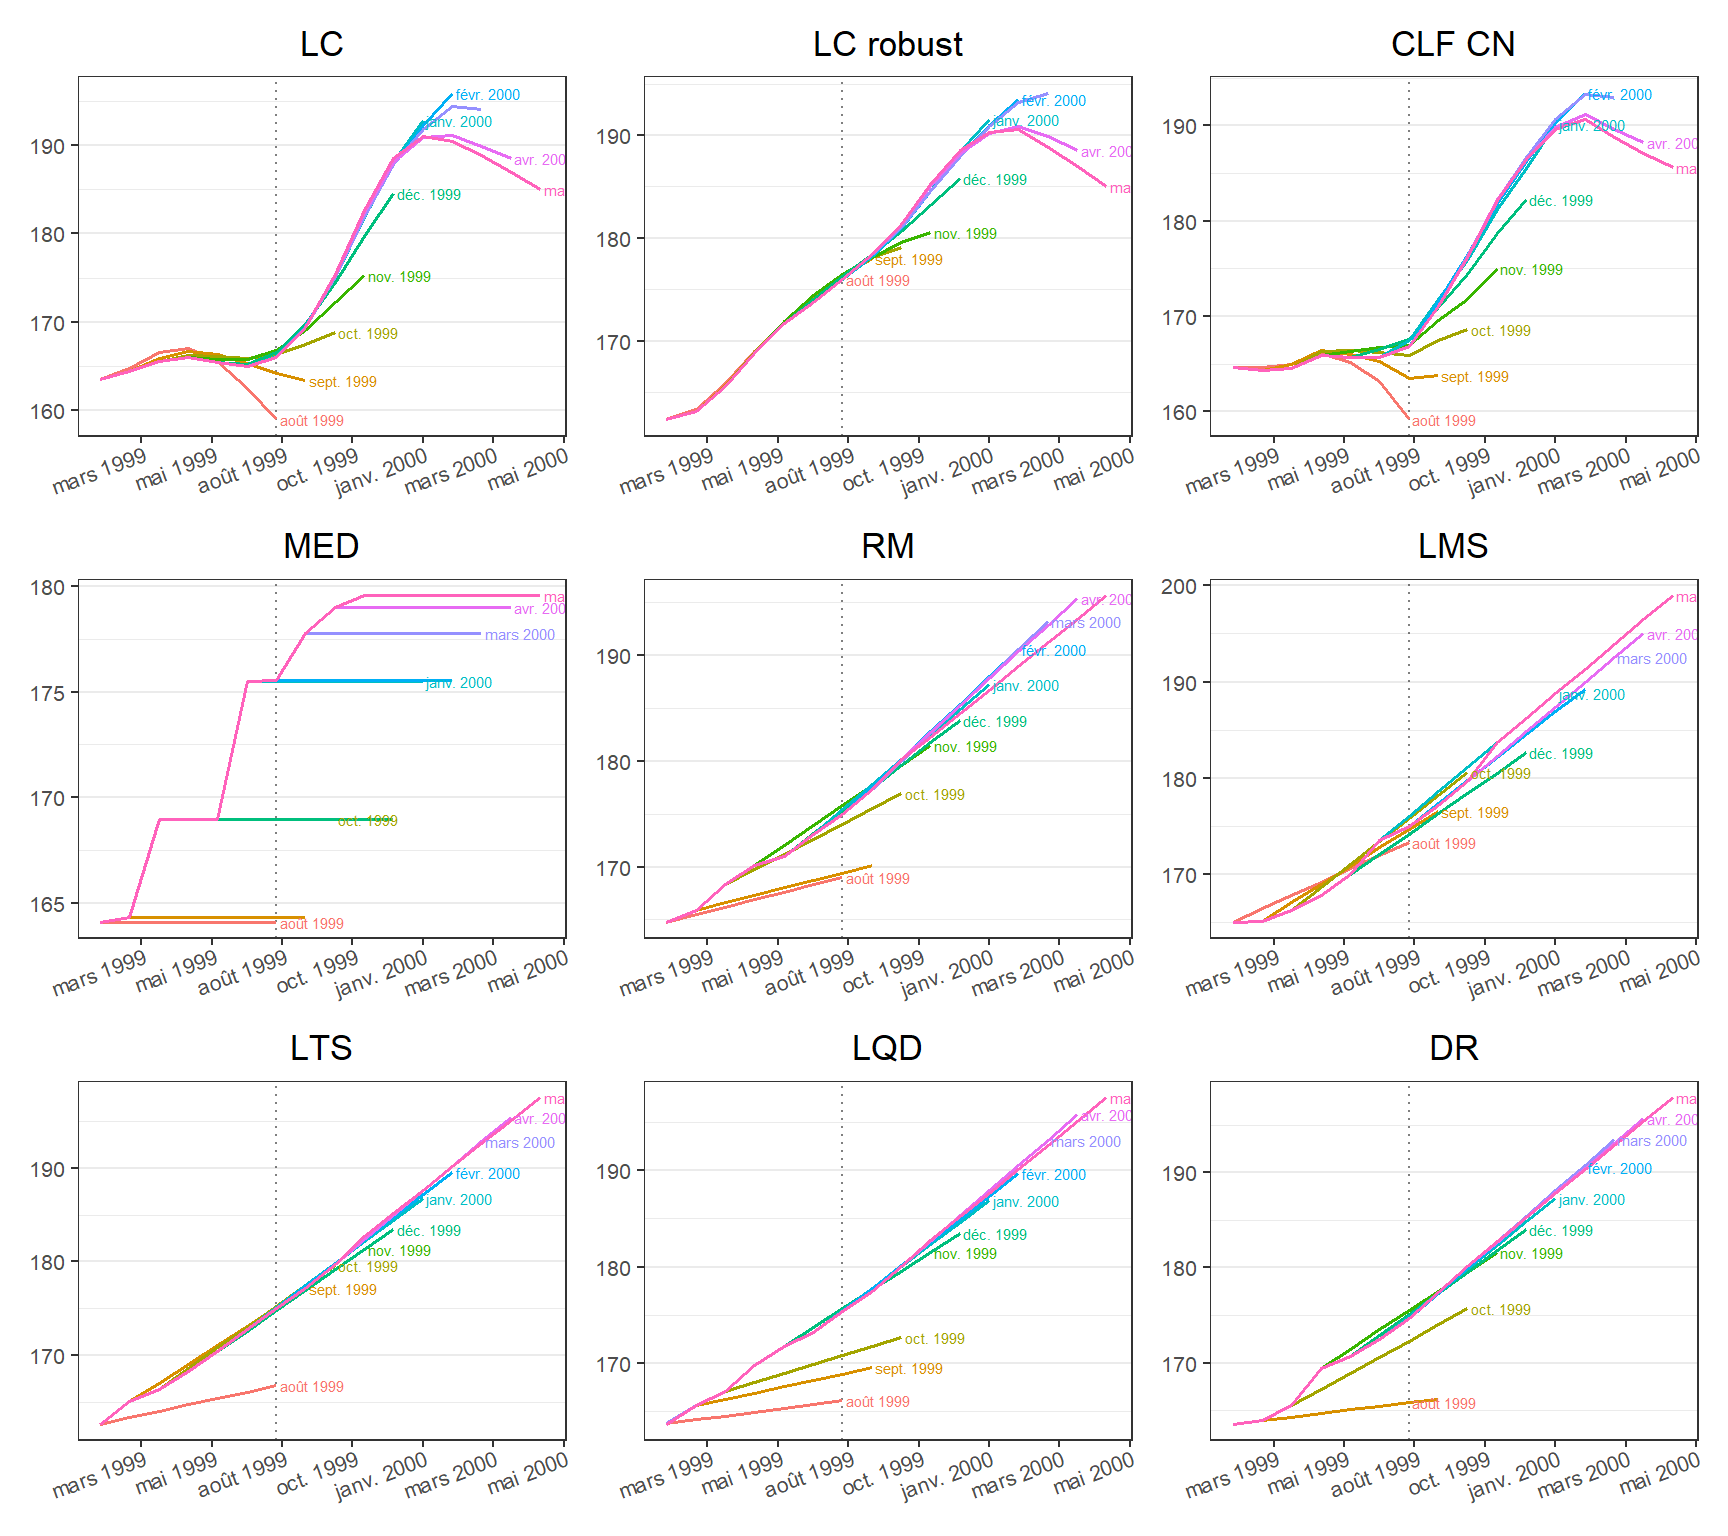 LC
190
180
170
160
févr. 2000
janv. 2000
avr. 200
ma
déc. 1999
nov. 1999
oct. 1999
sept. 1999
août 1999
mars 1999
mai 1999
août 1999
oct. 1999
janv. 2000
mars 2000
mai 2000
LC robust
190
180
170
févr. 2000
janv. 2000
avr. 200
ma
déc. 1999
nov. 1999
sept. 1999
août 1999
mars 1999
mai 1999
août 1999
oct. 1999
janv. 2000
mars 2000
mai 2000
CLF CN
190
180
170
160
févr. 2000
janv. 2000
avr. 200
ma
déc. 1999
nov. 1999
oct. 1999
sept. 1999
août 1999
mars 1999
mai 1999
août 1999
oct. 1999
janv. 2000
mars 2000
mai 2000
MED
180
175
170
165
ma
avr. 200
mars 2000
janv. 2000
oct. 1999
août 1999
mars 1999
mai 1999
août 1999
oct. 1999
janv. 2000
mars 2000
mai 2000
RM
190
180
170
avr. 200
mars 2000
févr. 2000
janv. 2000
déc. 1999
nov. 1999
oct. 1999
août 1999
mars 1999
mai 1999
août 1999
oct. 1999
janv. 2000
mars 2000
mai 2000
LMS
200
190
180
170
ma
avr. 200
mars 2000
janv. 2000
déc. 1999
oct. 1999
sept. 1999
août 1999
mars 1999
mai 1999
août 1999
oct. 1999
janv. 2000
mars 2000
mai 2000
LTS
190
180
170
ma
avr. 200
mars 2000
févr. 2000
janv. 2000
déc. 1999
nov. 1999
oct. 1999
sept. 1999
août 1999
mars 1999
mai 1999
août 1999
oct. 1999
janv. 2000
mars 2000
mai 2000
LQD
190
180
170
ma
avr. 200
mars 2000
févr. 2000
janv. 2000
déc. 1999
nov. 1999
oct. 1999
sept. 1999
août 1999
mars 1999
mai 1999
août 1999
oct. 1999
janv. 2000
mars 2000
mai 2000
DR
190
180
170
ma
avr. 200
mars 2000
févr. 2000
janv. 2000
déc. 1999
nov. 1999
oct. 1999
août 1999
mars 1999
mai 1999
août 1999
oct. 1999
janv. 2000
mars 2000
mai 2000